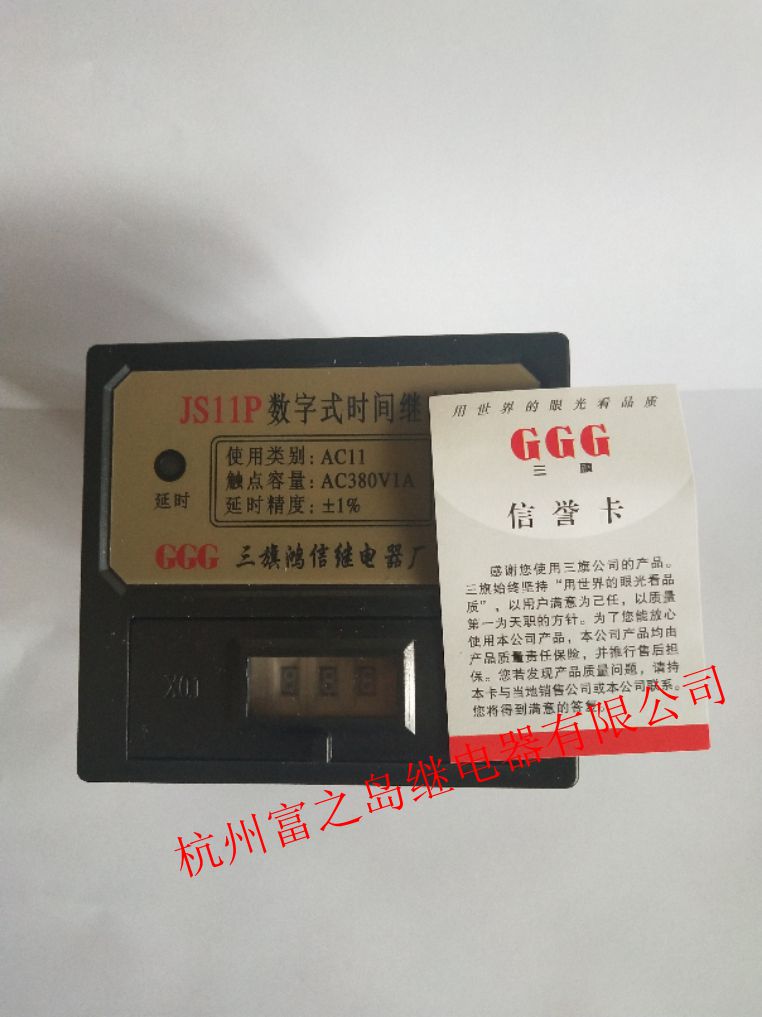 JS11P 数字式时间继
使用类别：AC11
触点容量：AC380V1A
延时精度：±1%
延时
GGG 三旗鸿信继电器厂
X01
用世界的眼光看品质
GGG
三旗
信誉卡
感谢您使用三旗公司的产品。
三旗始终坚持“用世界的眼光看品
质”，以用户满意为己任，以质量
第一为天职的方针。为了您能放心
使用本公司产品，本公司产品均由
产品质量责任保险，并推行售后担
保。您若发现产品质量问题，请持
本卡与当地销售公司或本公司联系。
您将得到满意的答复。
杭州富之岛继电器有限公司